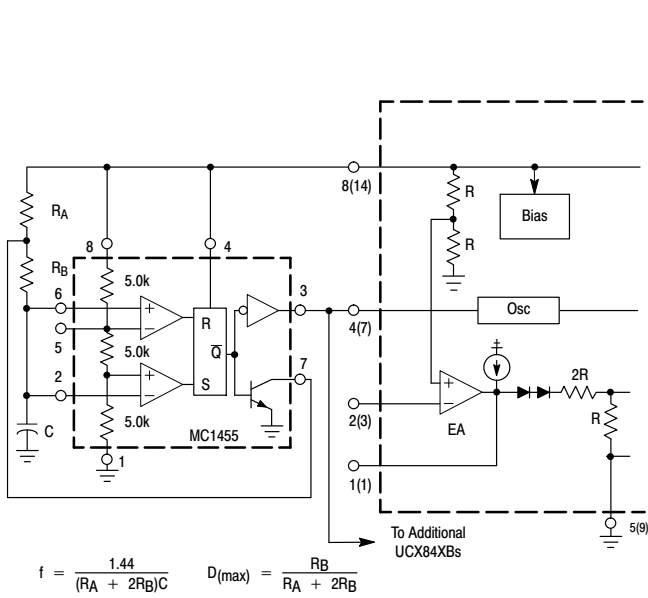 8(14)
R
Bias
R
RA
8
4
RB
5.0k
6
+
–
R
3
4(7)
Osc
5
5.0k
Q
7
2
+
–
S
+
–
EA
2R
R
C
5.0k
MC1455
1
2(3)
1(1)
5(9)
To Additional
UCX84XBs
f = 1.44 / (RA + 2RB)C
D(max) = RB / RA + 2RB